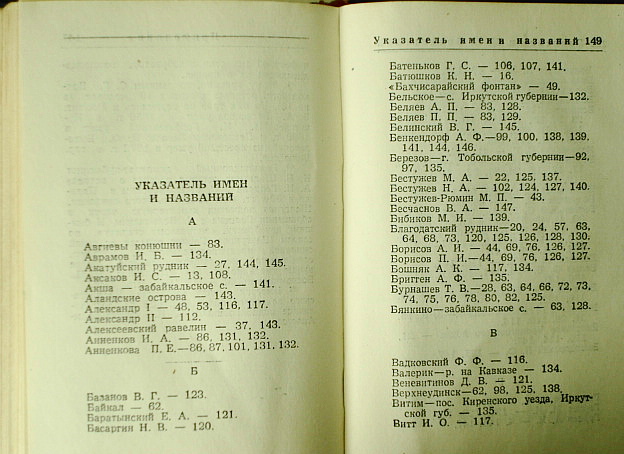 УКАЗАТЕЛЬ ИМЕН
И НАЗВАНИЙ
А
Авгиевы конюшни — 83.
Аврамов И. Б. — 134.
Акатуйский рудник — 27, 144, 145.
Аксаков И. С. — 13, 108.
Акша — забайкальское с. — 141.
Аландские острова — 143.
Александр I — 48, 53, 116, 117.
Александр II — 112.
Алексеевский равелин — 37, 143.
Анненков И. А. — 86, 131, 132.
Анненкова П. Е.—86, 87, 101, 131, 132.
Б
Базанов В. Г. — 123.
Байкал — 62.
Баратынский Е. А. — 121.
Басаргин Н. В. — 120.
Указатель имен и названий 149
Батеньков Г. С. — 106, 107, 141.
Батюшков К. Н. — 16.
«Бахчисарайский фонтан» — 49.
Бельское—с. Иркутской губернии—132.
Беляев А. П. — 83, 128.
Беляев П. П. — 83, 129.
Белинский В. Г. — 145.
Бенкендорф А. Ф.—99, 100, 138, 139,
141, 144, 146.
Березов—г. Тобольской губернии—92,
97, 135.
Бестужев М. А. — 22, 125, 137.
Бестужев Н. А. — 102, 124, 127, 140.
Бестужев-Рюмин М. П. — 43.
Бесчаснов В. А. — 147.
Бибиков М. И. — 139.
Благодатский рудник—20, 24, 57, 63,
64, 68, 73, 120, 125, 126, 128, 130.
Борисов А. И. — 44, 69, 76, 126, 127.
Борисов П. И.—44, 69, 76, 126, 127.
Бошняк А. К. — 117, 134.
Бригген А. Ф. — 135.
Бурнашев Т. В.—28, 63, 64, 66, 72, 73,
74, 75, 76, 78, 80, 82, 125.
Бянкино—забайкальское с. — 63, 128.
В
Вадковский Ф. Ф. — 116.
Валерик—р. на Кавказе — 134.
Веневитинов Д. В. — 121.
Верхнеудинск—62, 98, 125, 138.
Витим—пос. Киренского уезда, Иркут-
ской губ. — 135.
Витт И. О. — 117.